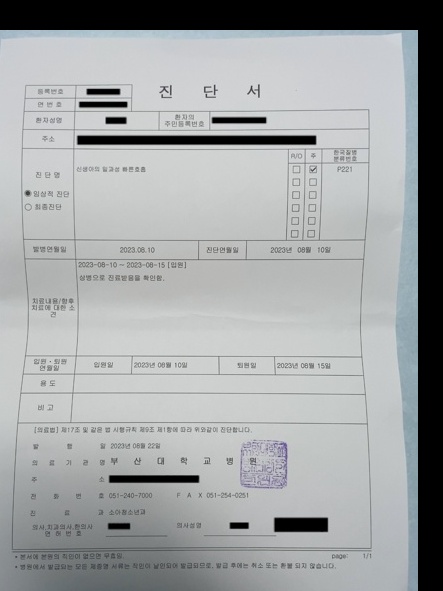 진 단 서
등록번호
연 번 호
환자성명
환자의
주민등록번호
주소
진 단 명
◉ 임상적 진단
○ 최종진단
신생아의 일과성 빠른호흡
R/O 주 한국질병
분류번호
☑ P221
발병연월일 2023.08.10 진단연월일 2023년 08월 10일
치료내용/향후
치료에 대한 소
견
2023-08-10 ~ 2023-08-15 [입원]
상병으로 진료받음을 확인함.
입원·퇴원
연월일
입원일 2023년 08월 10일 퇴원일 2023년 08월 15일
용 도
비 고
[의료법] 제17조 및 같은 법 시행규칙 제9조 제1항에 따라 위와같이 진단합니다.
발 행 일 2023년 08월 22일
의 료 기 관 명 부 산 대 학 교 병 원
주 소
전 화 번 호 051-240-7000 F A X 051-254-0251
진 료 과 소아청소년과
의사,치과의사,한의사
면 허 번 호
의사성명
* 본서에 본원의 직인이 없으면 무효임. page: 1/1
* 병원에서 발급되는 모든 제증명 서류는 직인이 날인되어 발급되므로, 발급 후에는 취소 또는 환불 되지 않습니다.